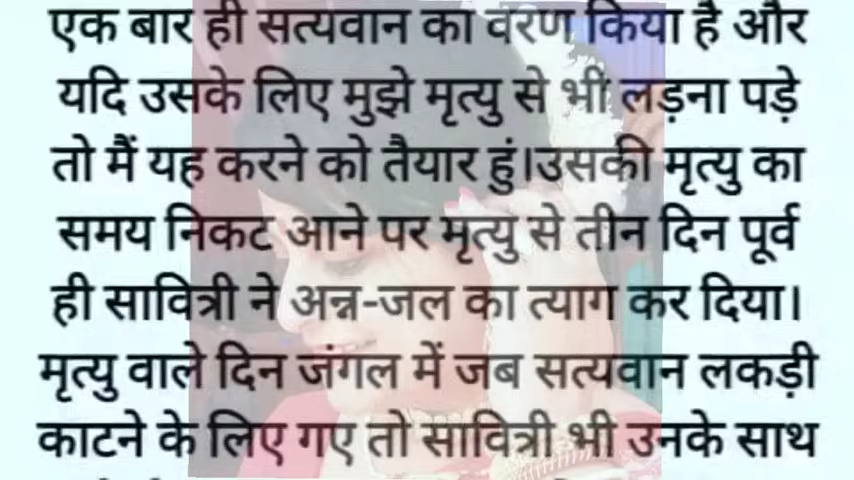 एक बार ही सत्यवान का वरण किया है और
यदि उसके लिए मुझे मृत्यु से भी लड़ना पड़े
तो मैं यह करने को तैयार हुं।उसकी मृत्यु का
समय निकट आने पर मृत्यु से तीन दिन पूर्व
ही सावित्री ने अन्न-जल का त्याग कर दिया।
मृत्यु वाले दिन जंगल में जब सत्यवान लकड़ी
काटने के लिए गए तो सावित्री भी उनके साथ